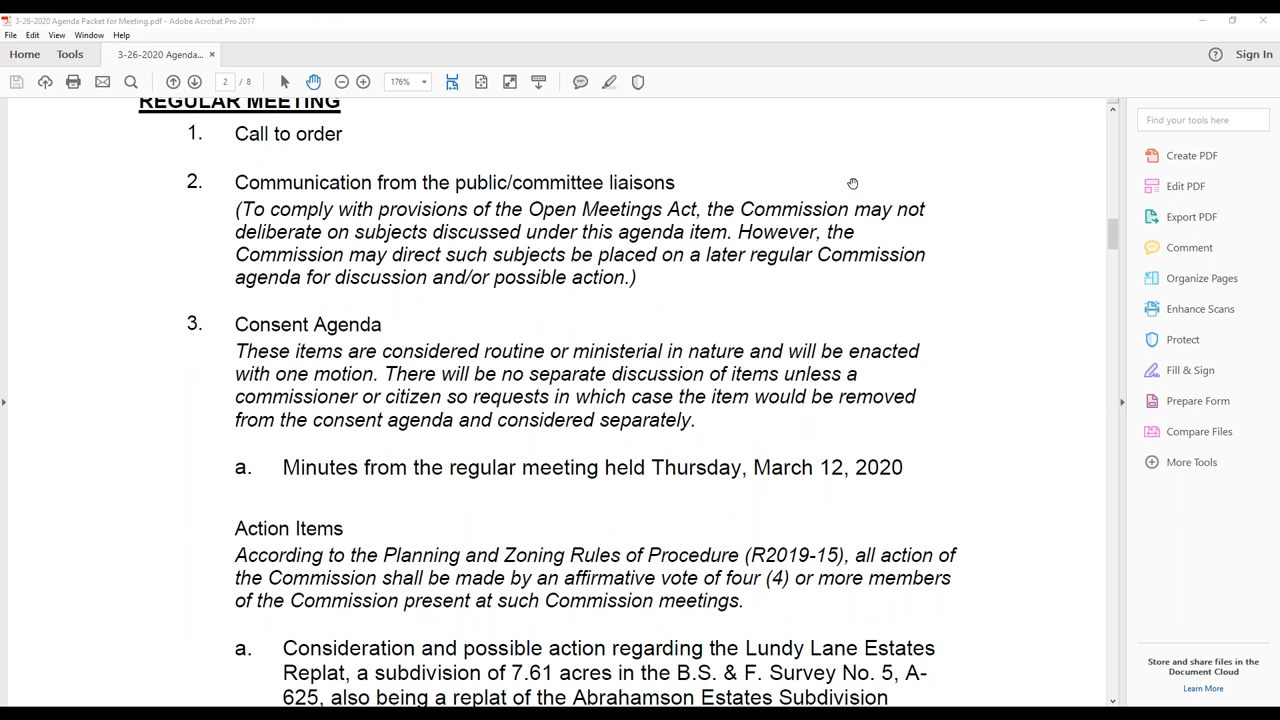 3-26-2020 Agenda Packet for Meeting.pdf - Adobe Acrobat Pro 2017
File Edit View Window Help
Home Tools 3-26-2020 Agenda... × Sign In
2 / 8 176%
REGULAR MEETING
1. Call to order
2. Communication from the public/committee liaisons
(To comply with provisions of the Open Meetings Act, the Commission may not
deliberate on subjects discussed under this agenda item. However, the
Commission may direct such subjects be placed on a later regular Commission
agenda for discussion and/or possible action.)
3. Consent Agenda
These items are considered routine or ministerial in nature and will be enacted
with one motion. There will be no separate discussion of items unless a
commissioner or citizen so requests in which case the item would be removed
from the consent agenda and considered separately.
a. Minutes from the regular meeting held Thursday, March 12, 2020
Action Items
According to the Planning and Zoning Rules of Procedure (R2019-15), all action of
the Commission shall be made by an affirmative vote of four (4) or more members
of the Commission present at such Commission meetings.
a. Consideration and possible action regarding the Lundy Lane Estates
Replat, a subdivision of 7.61 acres in the B.S. & F. Survey No. 5, A-
625, also being a replat of the Abrahamson Estates Subdivision
Find your tools here
Create PDF
Edit PDF
Export PDF
Comment
Organize Pages
Enhance Scans
Protect
Fill & Sign
Prepare Form
Compare Files
More Tools
Store and share files in the
Document Cloud
Learn More